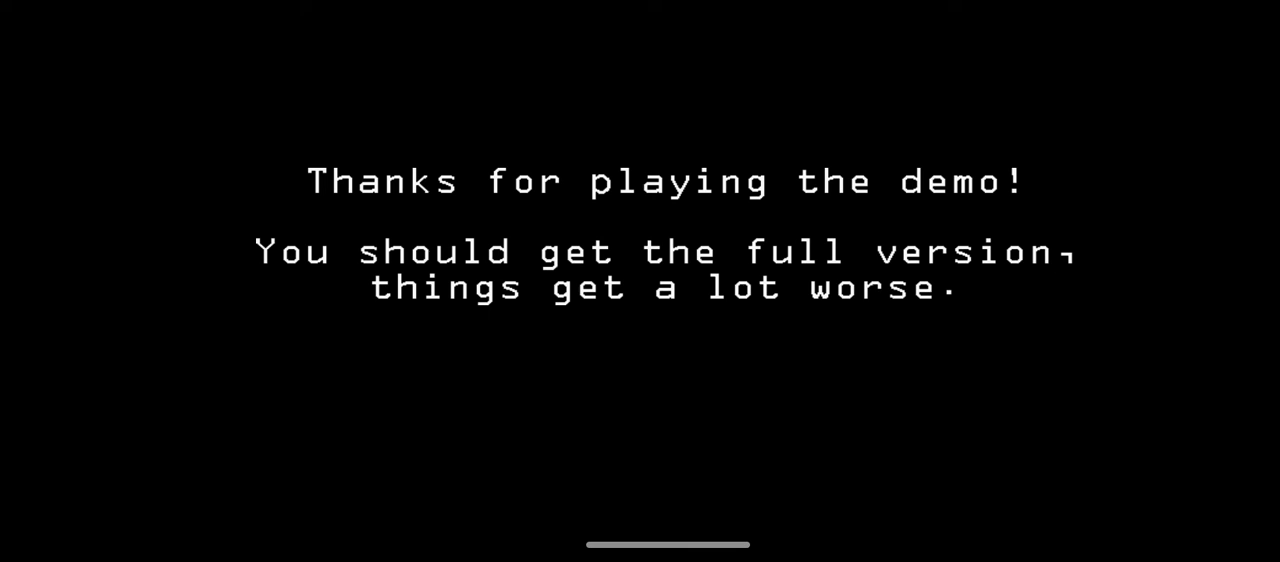 Thanks for playing the demo!
You should get the full version,
things get a lot worse.